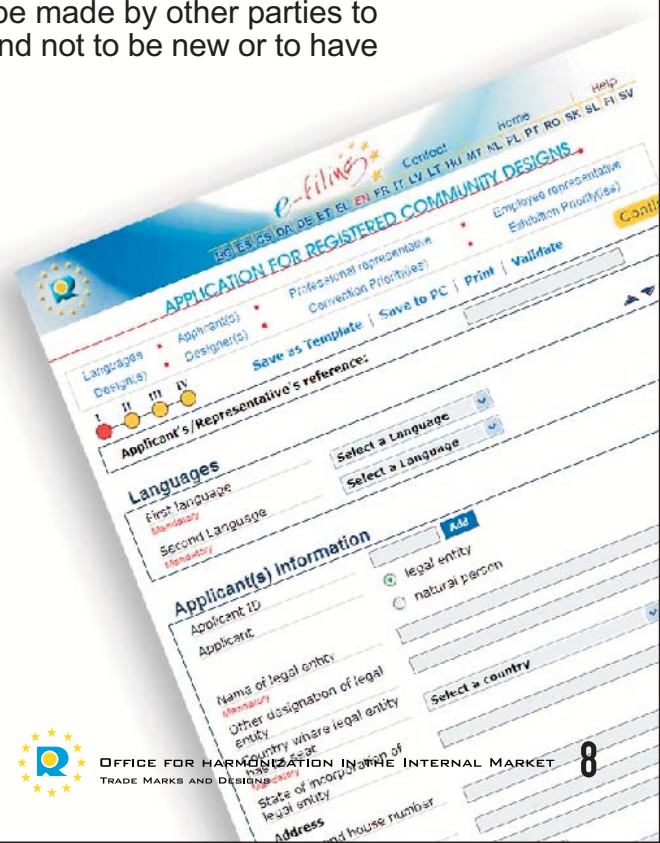 be made by other parties to
nd not to be new or to have
Help
Home
Contact
e-filing
BG ES CS DA DE ET EL EN FR IT LV LT HU MT NL PL PT RO SK SL FI SV
APPLICATION FOR REGISTERED COMMUNITY DESIGNS
Languages • Applicant(s) • Professional representative • Employee representative
Design(s) • Designer(s) • Convention Priority(ies) • Exhibition Priority(ies)
Conti
Save as Template | Save to PC | Print | Validate
I II III IV
Applicant's/Representative's reference:
Languages
First language
Select a Language
Mandatory
Second Language
Select a Language
Mandatory
Applicant(s) information
Applicant ID
Add
Applicant
legal entity
natural person
Name of legal entity
Mandatory
Other designation of legal
entity
Country where legal entity
Select a country
has
Mandatory
State of incorporation of
legal entity
Address
nd house number
OFFICE FOR HARMONIZATION IN THE INTERNAL MARKET
TRADE MARKS AND DESIGNS
8